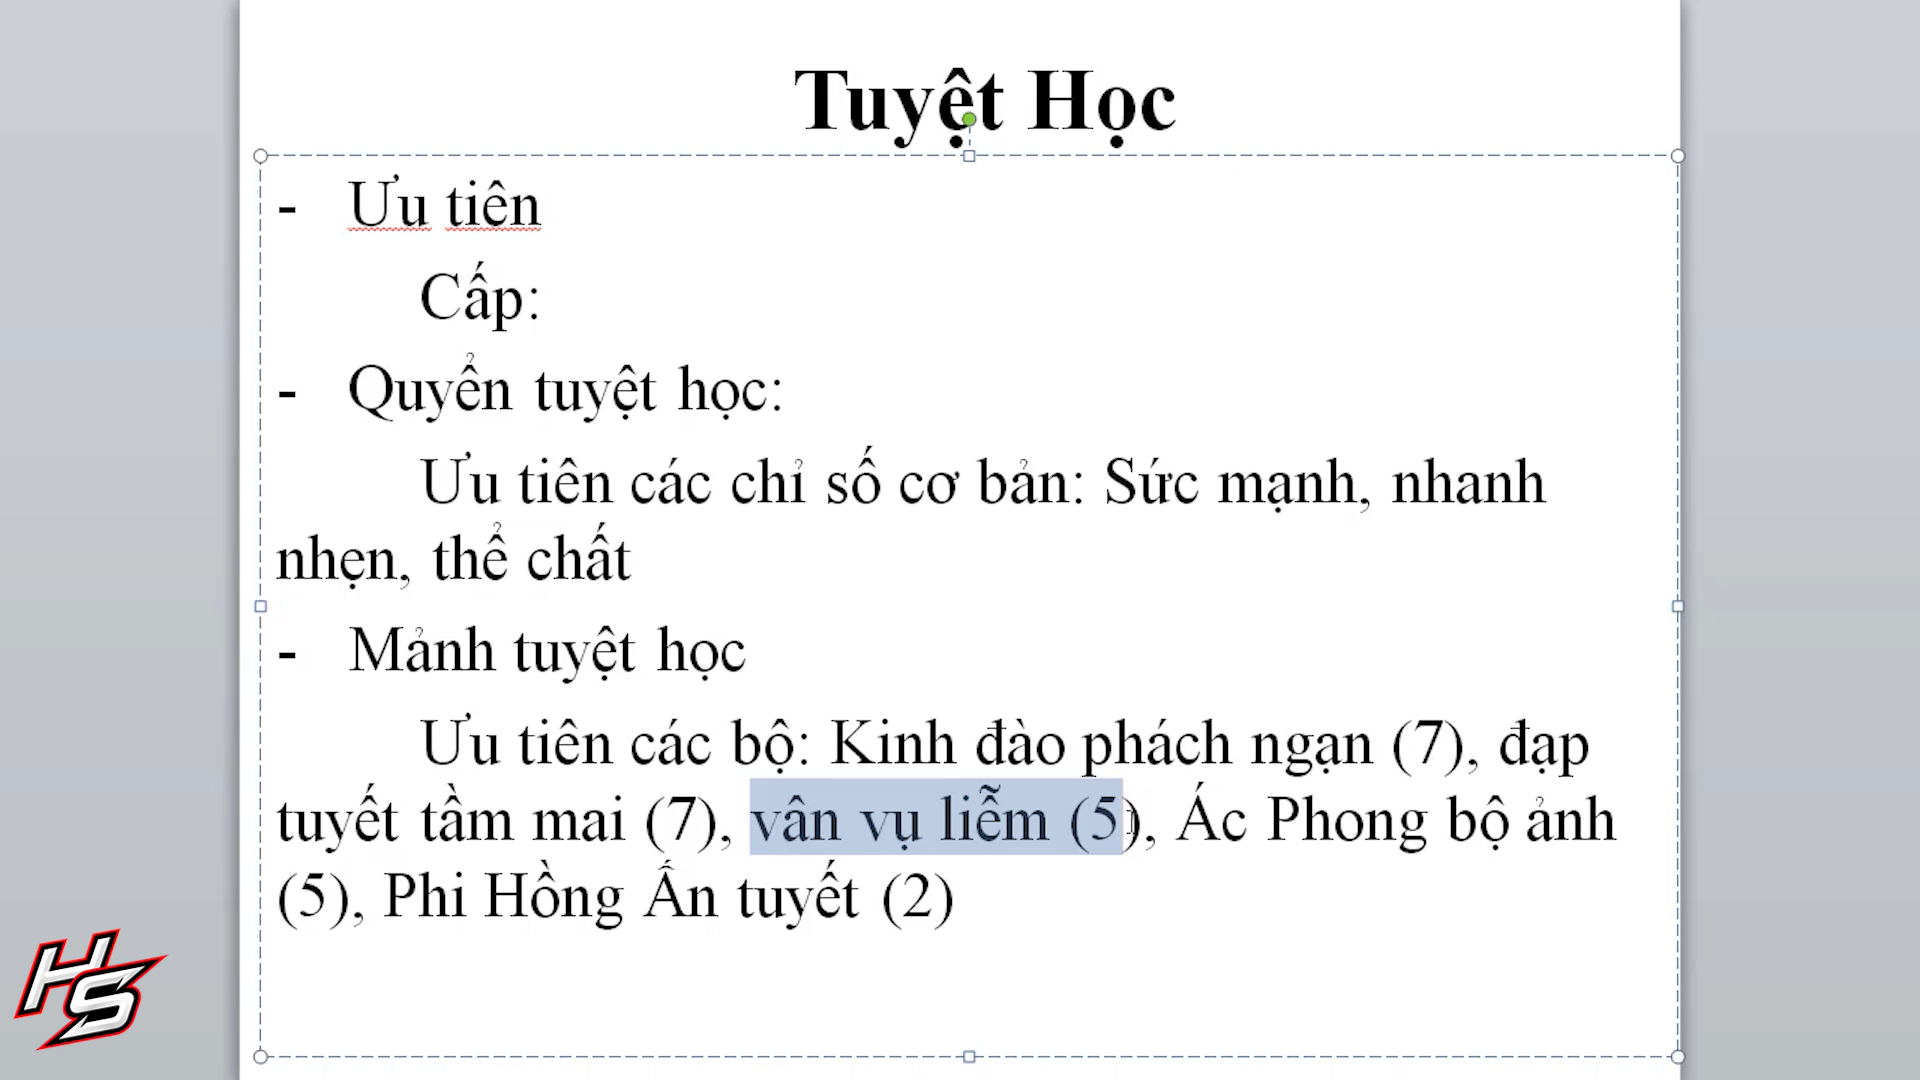 Tuyệt Học
- Ưu tiên
Cấp:
- Quyển tuyệt học:
Ưu tiên các chỉ số cơ bản: Sức mạnh, nhanh
nhẹn, thể chất
- Mảnh tuyệt học
Ưu tiên các bộ: Kinh đào phách ngạn (7), đạp
tuyết tầm mai (7), vân vụ liễm (5), Ác Phong bộ ảnh
(5), Phi Hồng Ấn tuyết (2)
HS